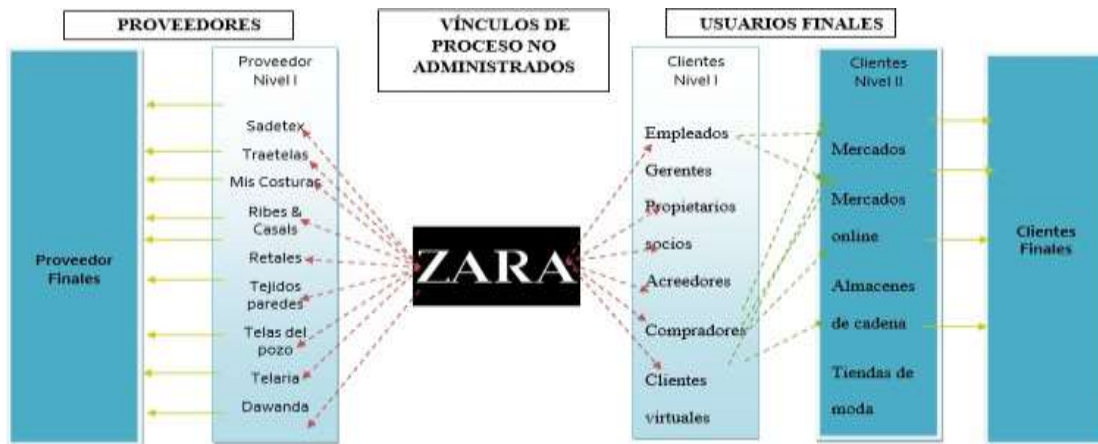 PROVEEDORES
VÍNCULOS DE
PROCESO NO
ADMINISTRADOS
USUARIOS FINALES
Proveedor
Finales
Proveedor
Nivel I
Sadetex
Traetelas
Mis Costuras
Ribes &
Casals
Retales
Tejidos
paredes
Telas del
pozo
Telaria
Dawanda
ZARA
Clientes
Nivel I
Empleados
Gerentes
Propietarios
socios
Acreedores
Compradores
Clientes
virtuales
Clientes
Nivel II
Mercados
Mercados
online
Almacenes
de cadena
Tiendas de
moda
Clientes
Finales